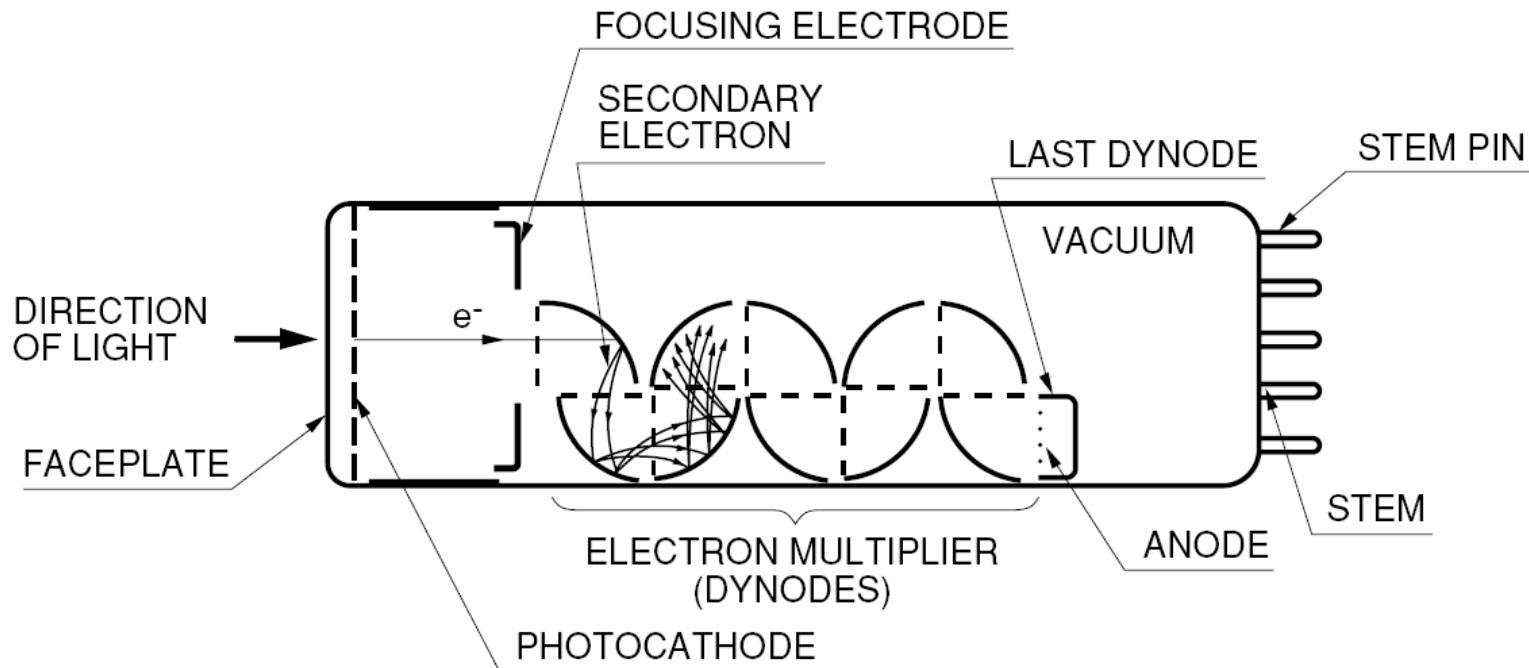 FOCUSING ELECTRODE
SECONDARY
ELECTRON
LAST DYNODE
STEM PIN
VACUUM
DIRECTION
OF LIGHT
e-
FACEPLATE
STEM
ANODE
ELECTRON MULTIPLIER
(DYNODES)
PHOTOCATHODE